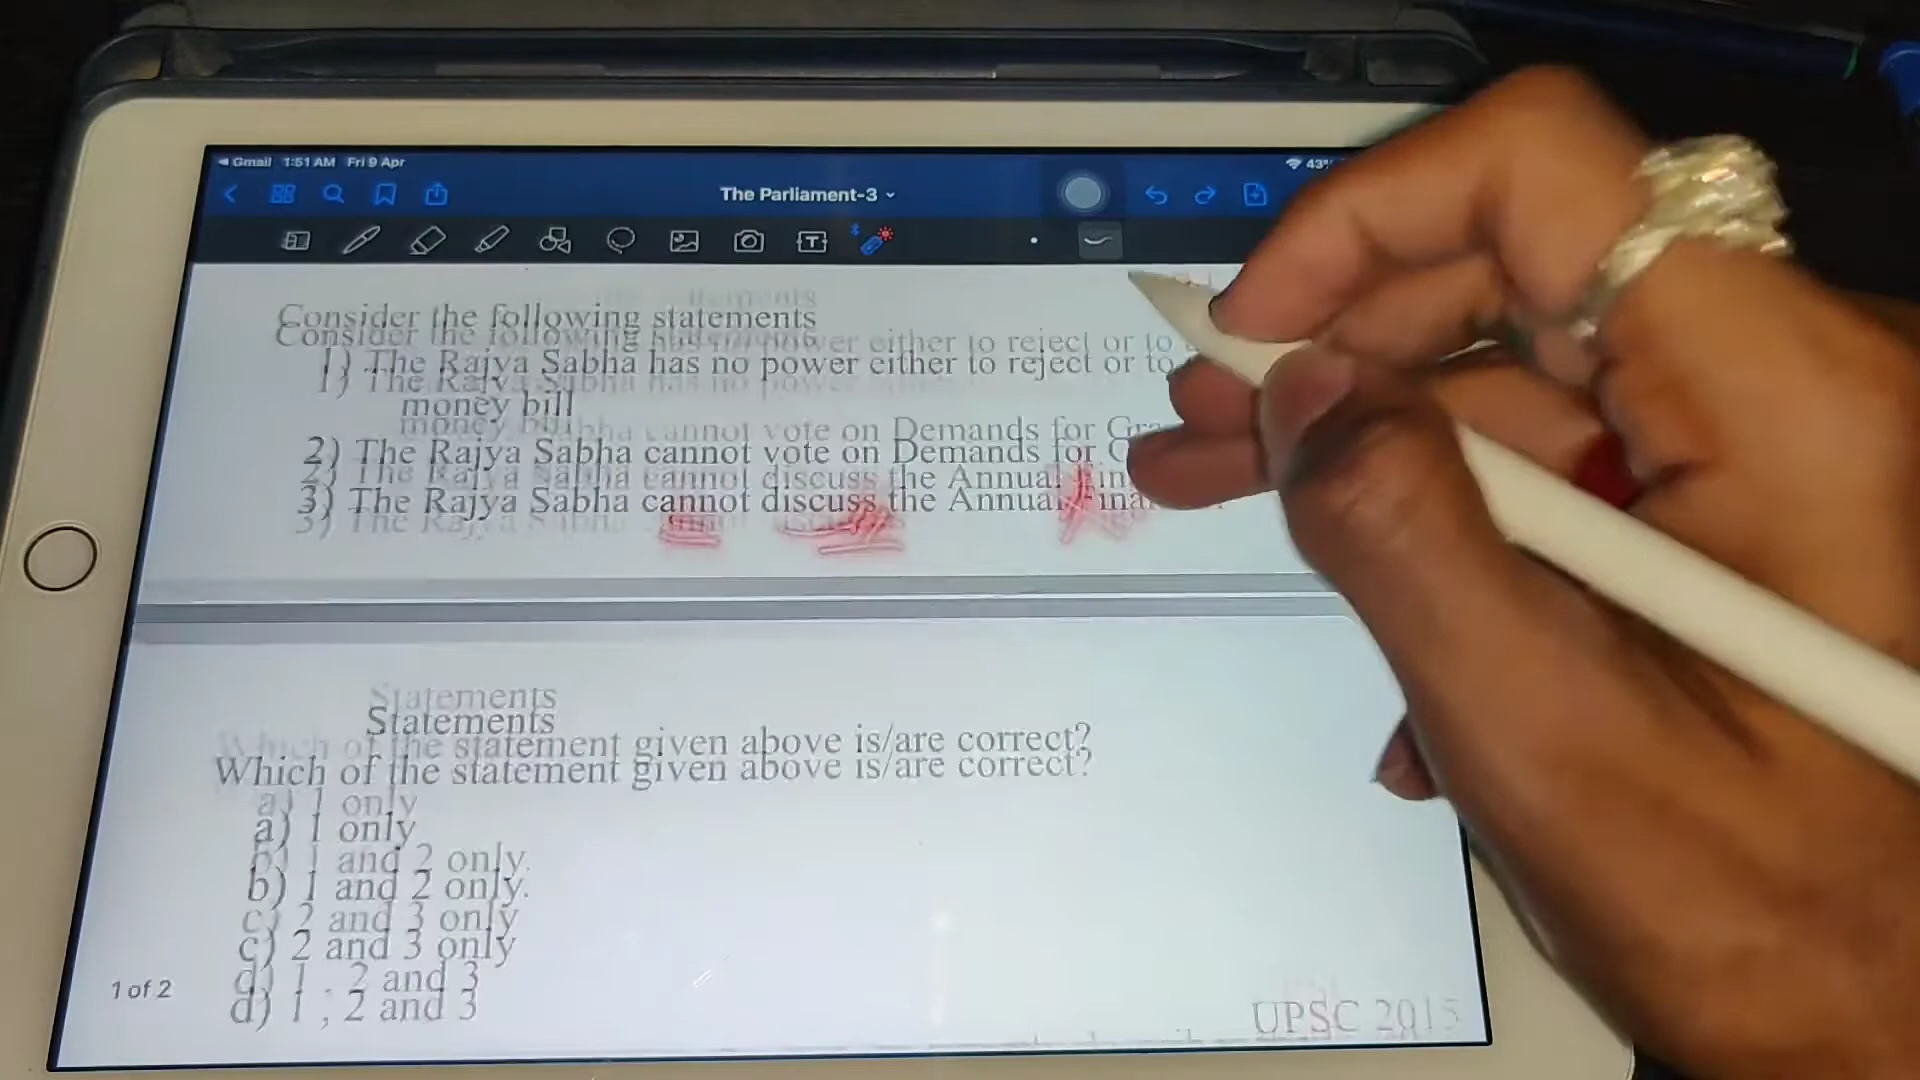 Gmail 1:51 AM Fri 9 Apr
The Parliament-3
Consider the following statements
1) The Rajya Sabha has no power either to reject or to
money bill
2) The Rajya Sabha cannot vote on Demands for
3) The Rajya Sabha cannot discuss the Annual
Statements
Which of the statement given above is/are correct?
a) 1 only
b) 1 and 2 only.
c) 2 and 3 only
d) 1 , 2 and 3
1 of 2
UPSC 2015